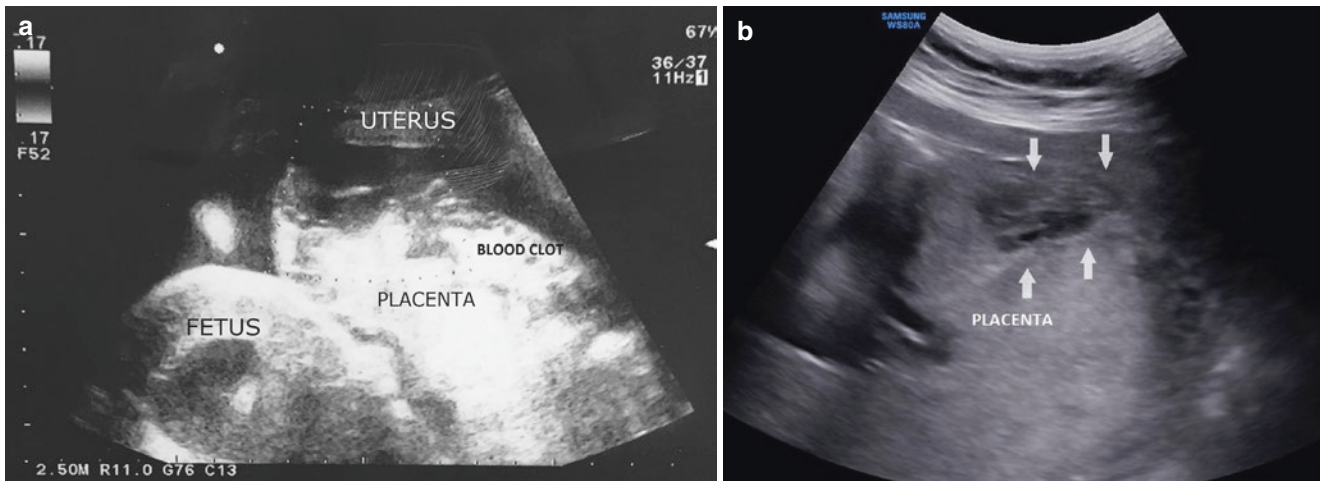 a
.17
.17
F52
67%
36/37
11Hz1
UTERUS
BLOOD CLOT
PLACENTA
FETUS
2.50M R11.0 G76 C13
b
SAMSUNG
WS80A
PLACENTA